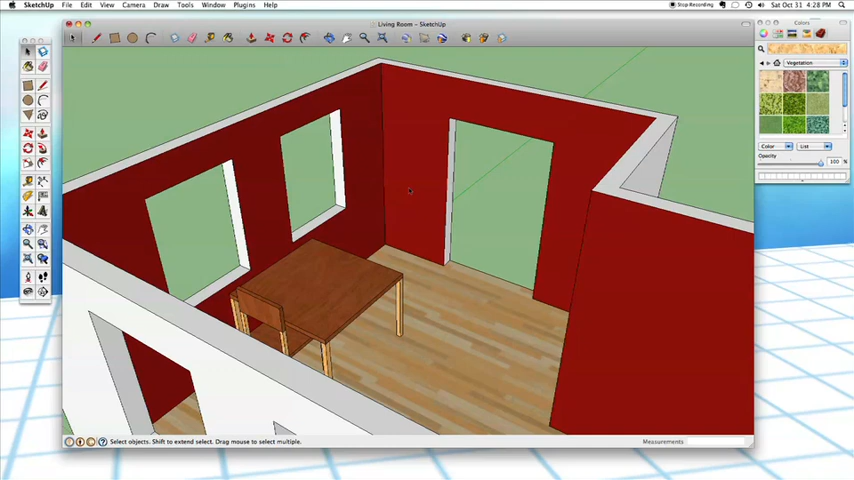 SketchUp File Edit View Camera Draw Tools Window Plugins Help
Stop Recording Sat Oct 31 4:28 PM
Living Room – SketchUp
Colors
Vegetation
Color List
Opacity
100 %
Select objects. Shift to extend select. Drag mouse to select multiple.
Measurements